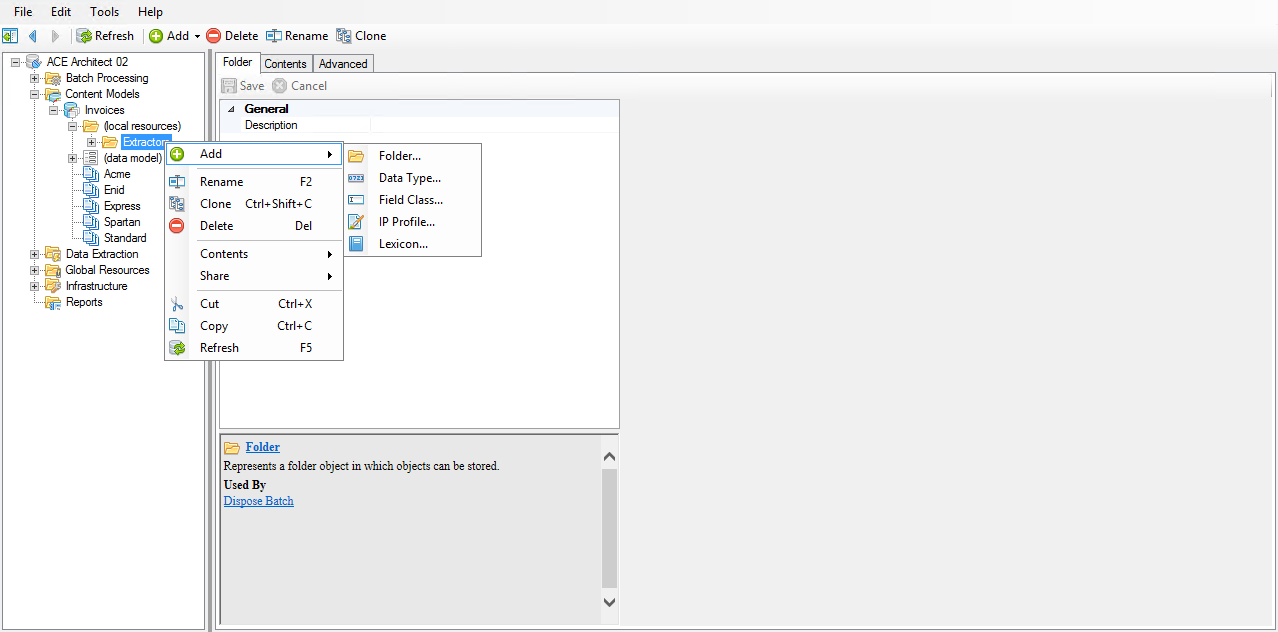 File Edit Tools Help
Refresh Add Delete Rename Clone
ACE Architect 02
Batch Processing
Content Models
Invoices
(local resources)
Extractors
(data model)
Acme
Enid
Express
Spartan
Standard
Data Extraction
Global Resources
Infrastructure
Reports
Folder Contents Advanced
Save Cancel
General
Description
Add
Rename F2
Clone Ctrl+Shift+C
Delete Del
Contents
Share
Cut Ctrl+X
Copy Ctrl+C
Refresh F5
Folder...
Data Type...
Field Class...
IP Profile...
Lexicon...
Folder
Represents a folder object in which objects can be stored.
Used By
Dispose Batch